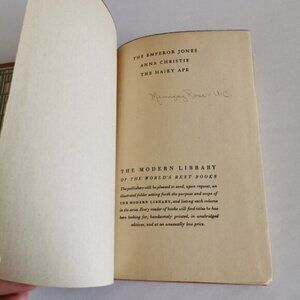 THE EMPEROR JONES
ANNA CHRISTIE
THE HAIRY APE
THE MODERN LIBRARY
OF THE WORLD'S BEST BOOKS
The publishers will be pleased to send, upon request, an
illustrated folder setting forth the purpose and scope of
THE MODERN LIBRARY, and listing each volume in
the series. Every reader of books will find titles he has
been looking for, handsomely printed, in unabridged
editions, and at an unusually low price.